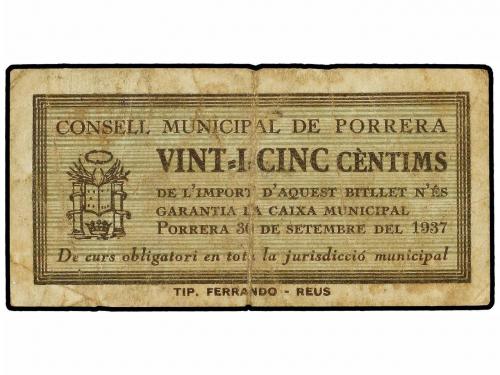 CONSELL MUNICIPAL DE PORRERA
VINT-I-CINC CÈNTIMS
DE L'IMPORT D'AQUEST BITLLET N'ÉS
GARANTIA LA CAIXA MUNICIPAL
PORRERA 30 DE SETEMBRE DEL 1937
De curs obligatori en tota la jurisdicció municipal
TIP. FERRANDO - REUS